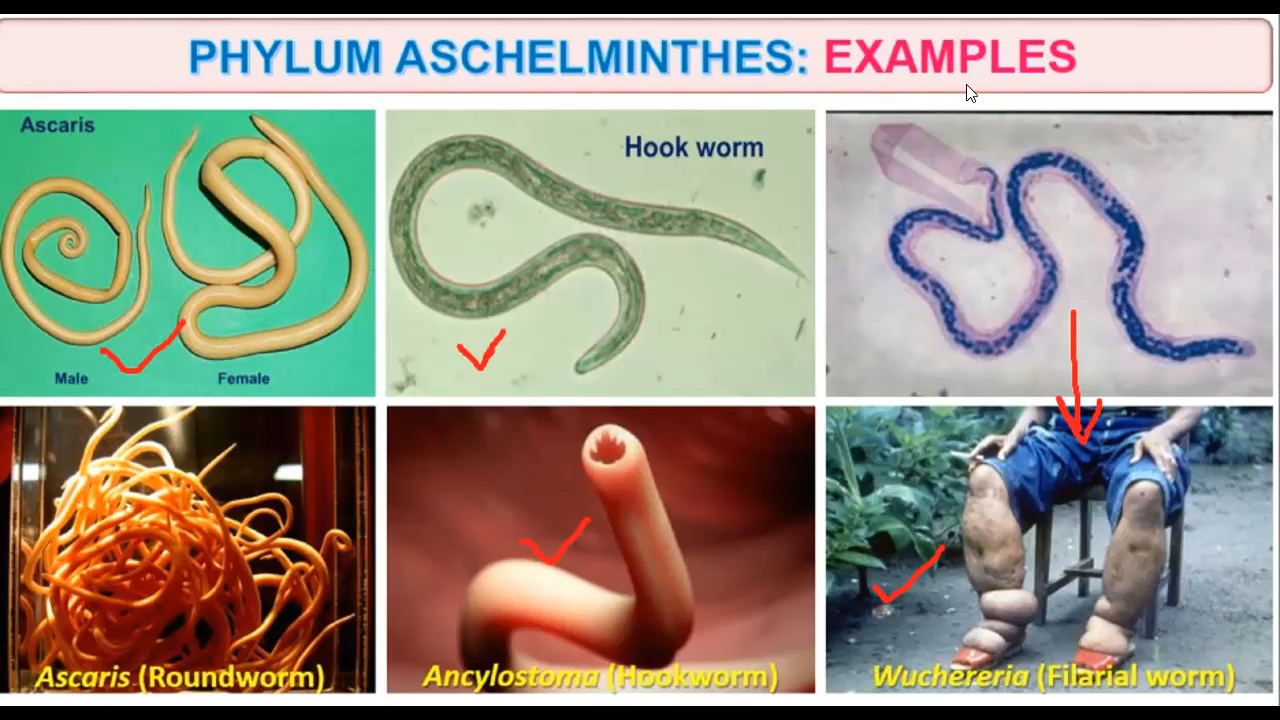 PHYLUM ASCHELMINTHES: EXAMPLES
Ascaris
Hook worm
Male
Female
Ascaris (Roundworm)
Ancylostoma (Hookworm)
Wuchereria (Filarial worm)